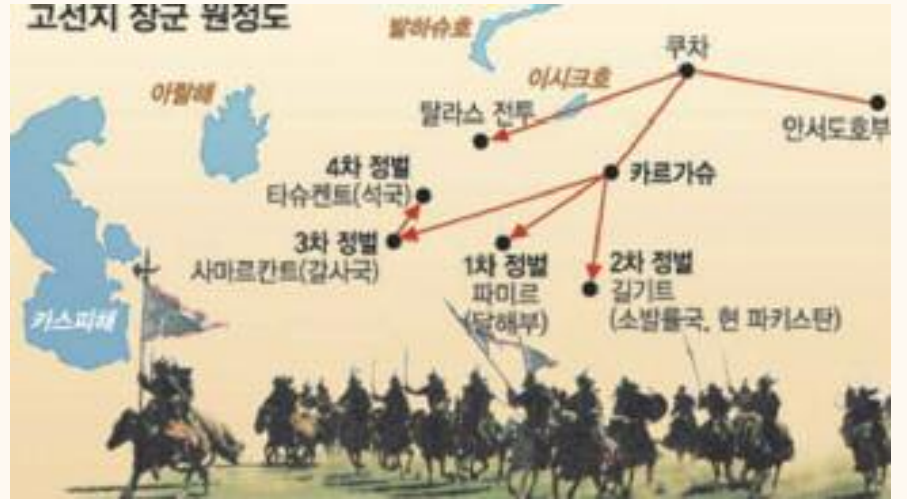 고선지 장군 원정도
발하슈호
쿠차
아랄해
이시크호
탈라스 전투
안서도호부
4차 정벌
타슈켄트(석국)
카르가슈
3차 정벌
사마르칸트(갈사국)
1차 정벌
파미르
(달해부)
2차 정벌
길기트
(소발률국, 현 파키스탄)
카스피해